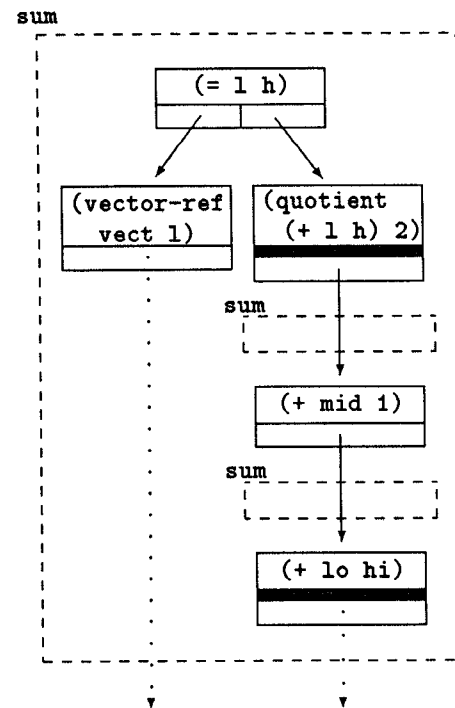 sum
(= l h)
(vector-ref
vect l)
(quotient
(+ l h) 2)
sum
(+ mid 1)
sum
(+ lo hi)